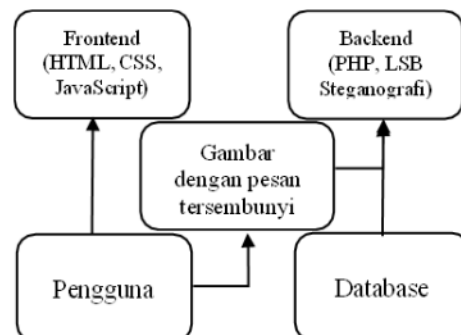 Frontend
(HTML, CSS,
JavaScript)
Backend
(PHP, LSB
Steganografi)
Gambar
dengan pesan
tersembunyi
Pengguna
Database